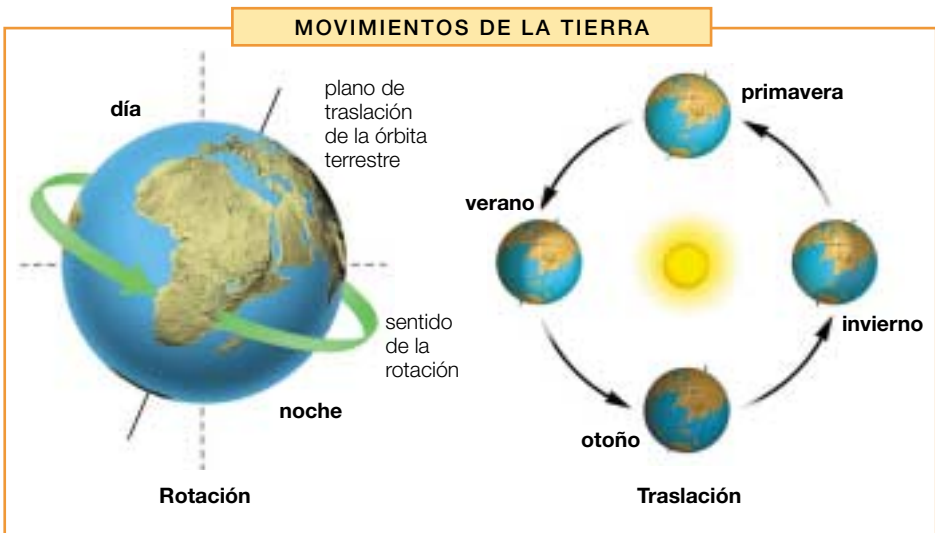 MOVIMIENTOS DE LA TIERRA
día
plano de
traslación
de la órbita
terrestre
sentido
de la
rotación
noche
Rotación
primavera
verano
invierno
otoño
Traslación